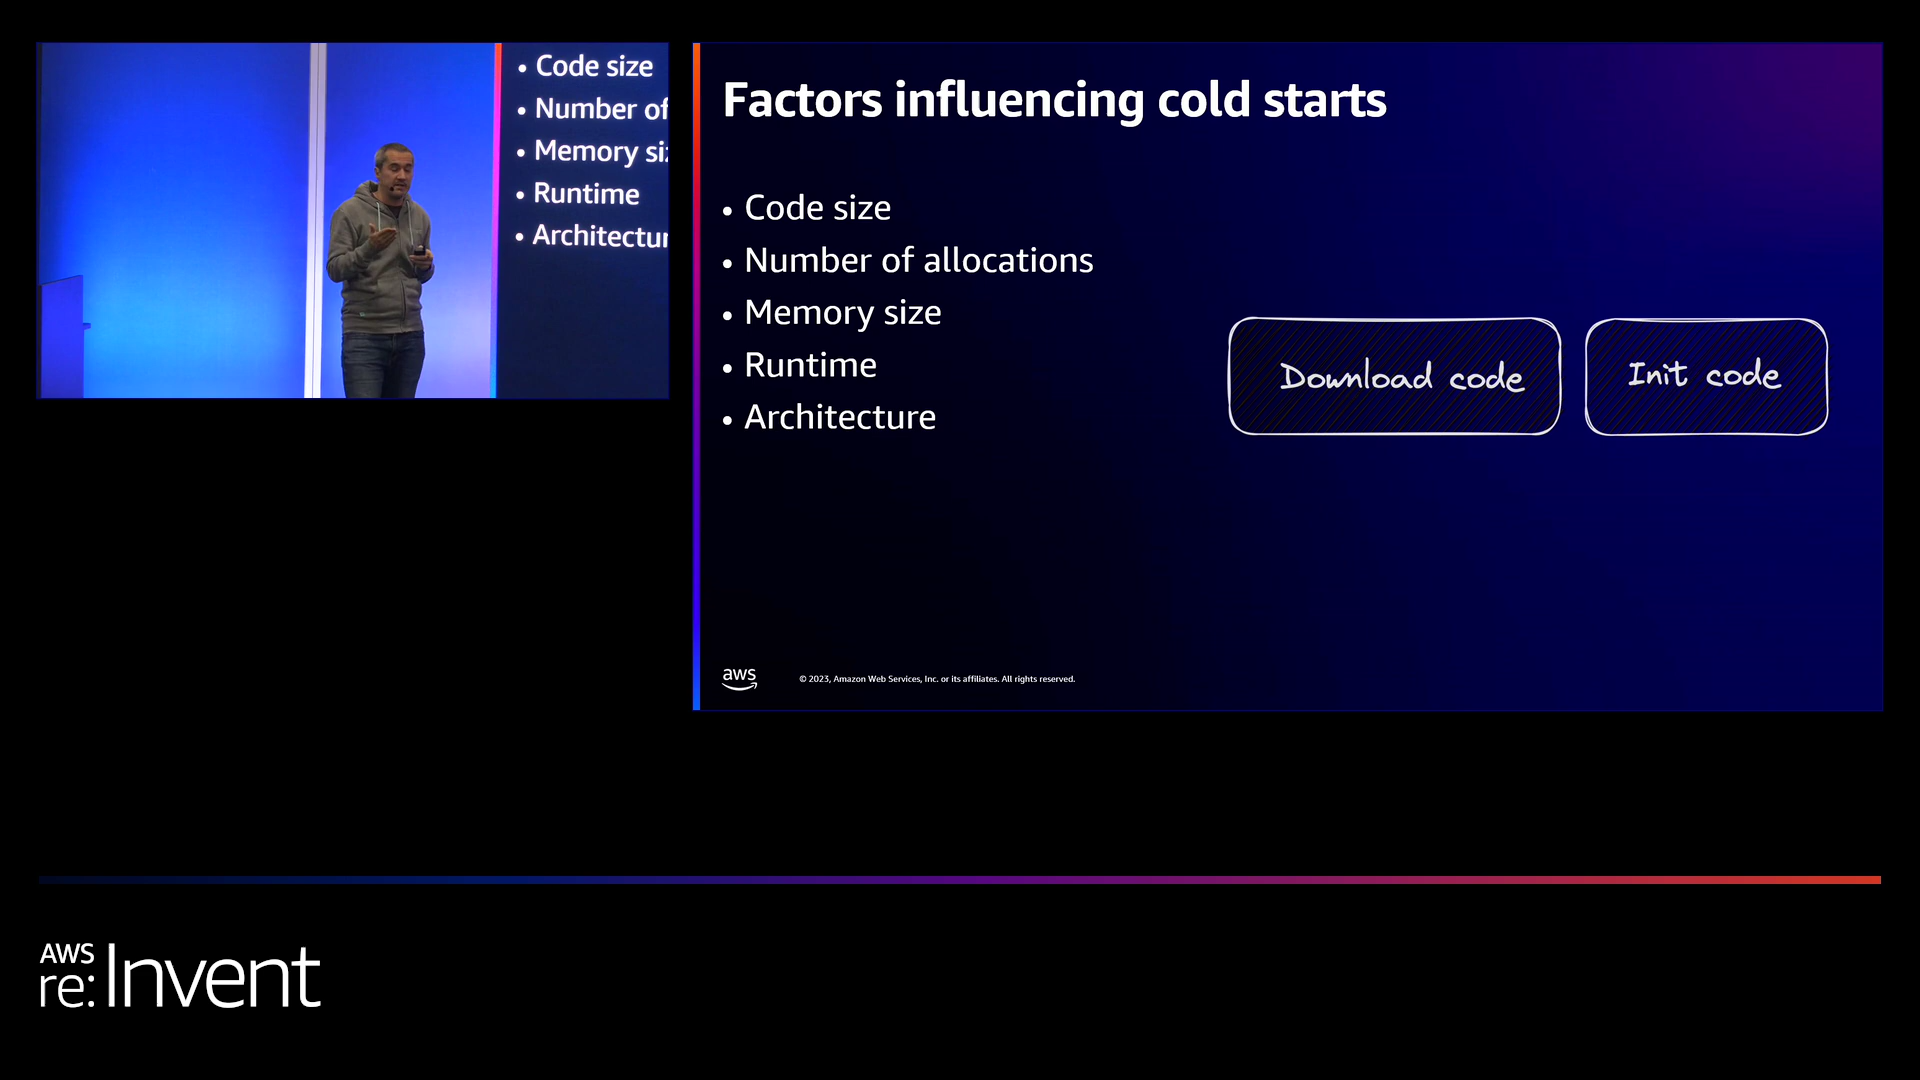 • Code size
• Number of
• Memory siz
• Runtime
• Architectur
Factors influencing cold starts
• Code size
• Number of allocations
• Memory size
• Runtime
• Architecture
Download code
Init code
aws
© 2023, Amazon Web Services, Inc. or its affiliates. All rights reserved.
AWS
re:Invent